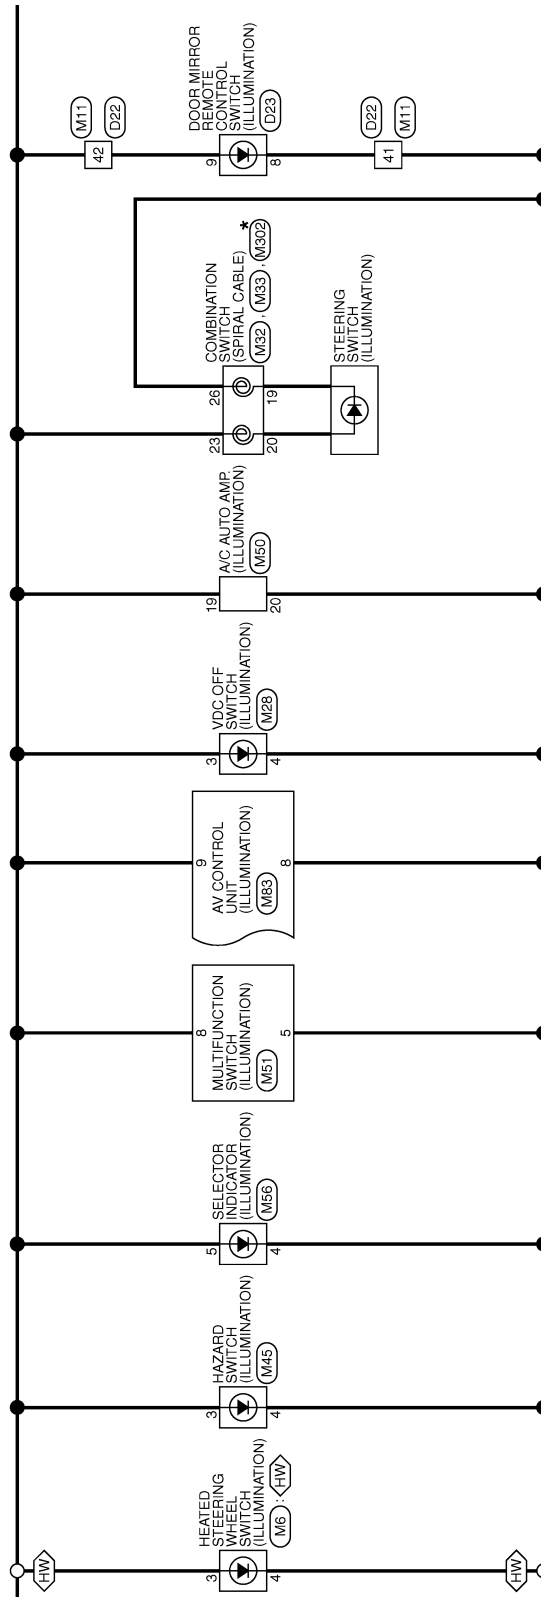 M11
D22
42
DOOR MIRROR
REMOTE
CONTROL
SWITCH
(ILLUMINATION)
D23
9
8
D22
M11
41
COMBINATION
SWITCH
(SPIRAL CABLE) *
M32 , M33 , M302
23
26
20
19
STEERING
SWITCH
(ILLUMINATION)
A/C AUTO AMP.
(ILLUMINATION)
M50
19
20
VDC OFF
SWITCH
(ILLUMINATION)
M28
3
4
9
AV CONTROL
UNIT
(ILLUMINATION)
M83
8
8
MULTIFUNCTION
SWITCH
(ILLUMINATION)
M51
5
SELECTOR
INDICATOR
(ILLUMINATION)
M56
5
4
HAZARD
SWITCH
(ILLUMINATION)
M45
3
4
HW
HEATED
STEERING
WHEEL
SWITCH
(ILLUMINATION)
M6 : HW
3
4
HW